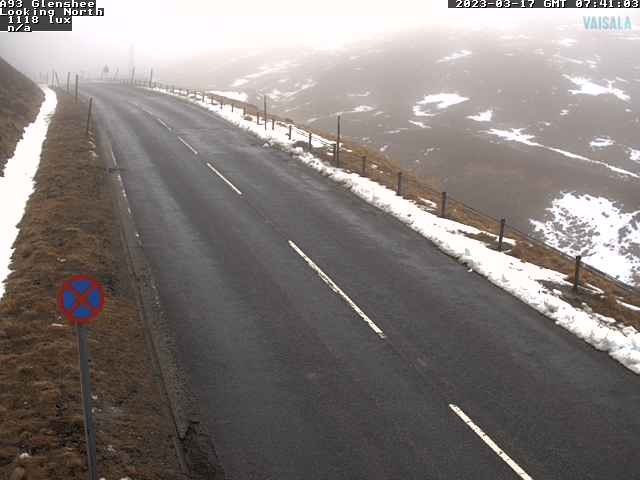 A93 Glenshee
Looking North
1118 lux
n/a
2023-03-17 GMT 07:41:03
VAISALA